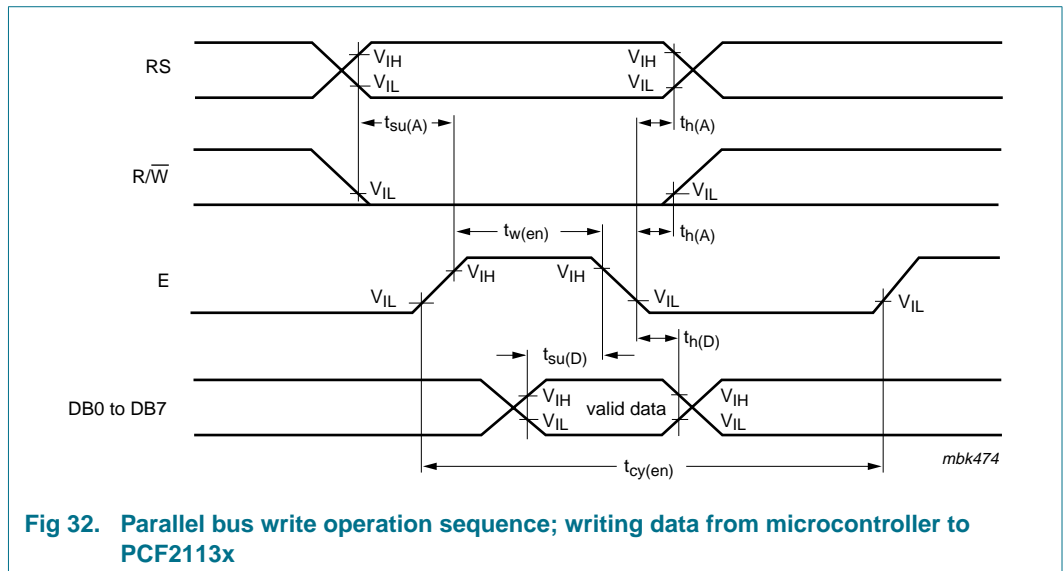 RS
VIH
VIL
VIH
VIL
tsu(A)
th(A)
R/W
VIL
VIL
tw(en)
th(A)
E
VIH
VIH
VIL
VIL
VIL
tsu(D)
th(D)
DB0 to DB7
VIH
VIL
valid data
VIH
VIL
tcy(en)
mbk474
Fig 32. Parallel bus write operation sequence; writing data from microcontroller to
PCF2113x